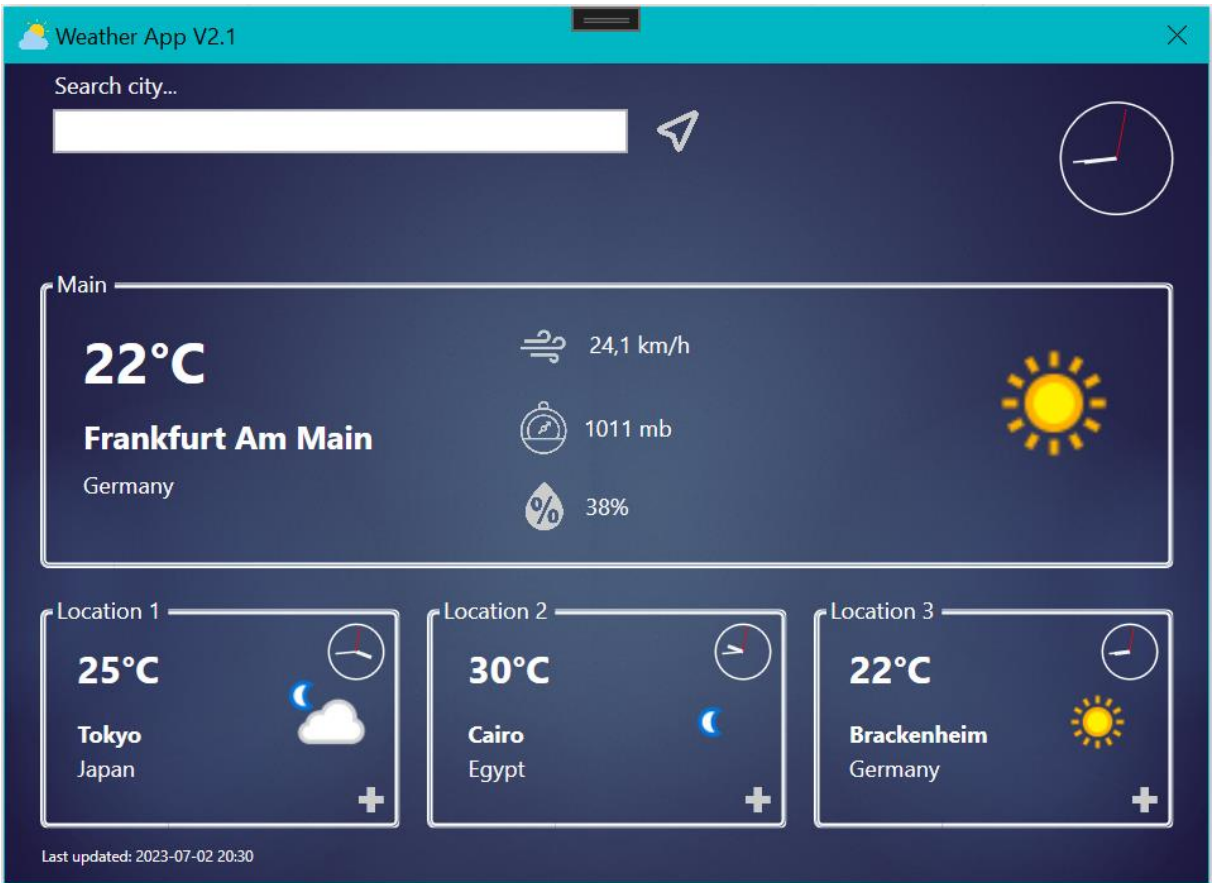 Weather App V2.1
Search city...
Main
22°C
Frankfurt Am Main
Germany
24,1 km/h
1011 mb
%
38%
Location 1
25°C
Tokyo
Japan
Location 2
30°C
Cairo
Egypt
Location 3
22°C
Brackenheim
Germany
Last updated: 2023-07-02 20:30